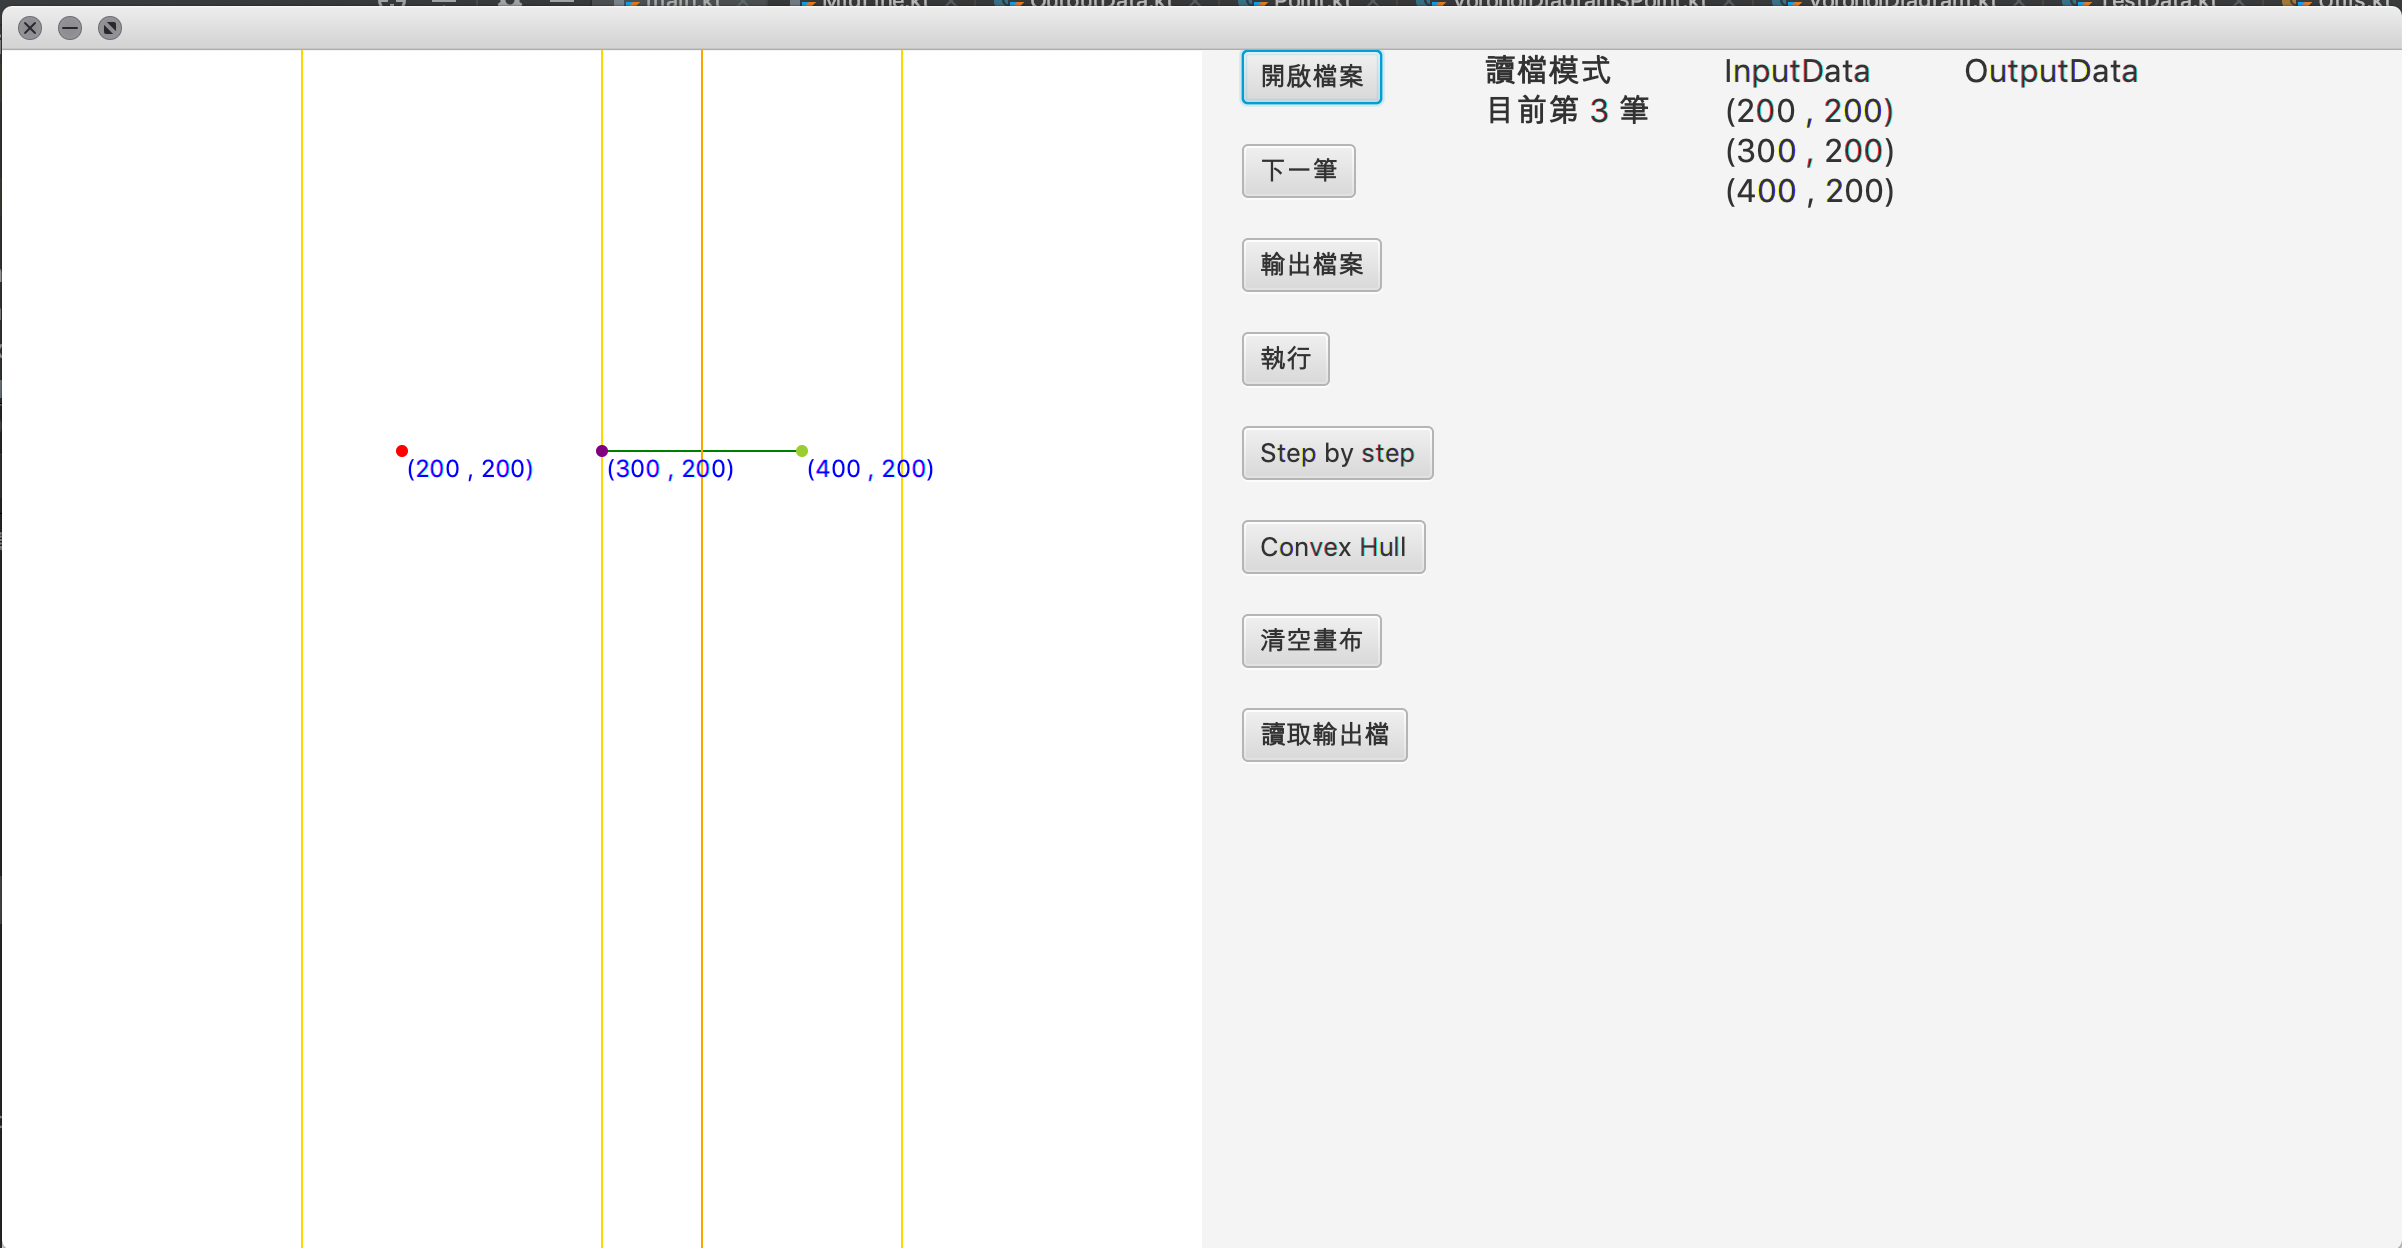 開啟檔案
下一筆
輸出檔案
執行
Step by step
Convex Hull
清空畫布
讀取輸出檔
讀檔模式
目前第 3 筆
InputData
(200 , 200)
(300 , 200)
(400 , 200)
OutputData
(200 , 200)
(300 , 200)
(400 , 200)